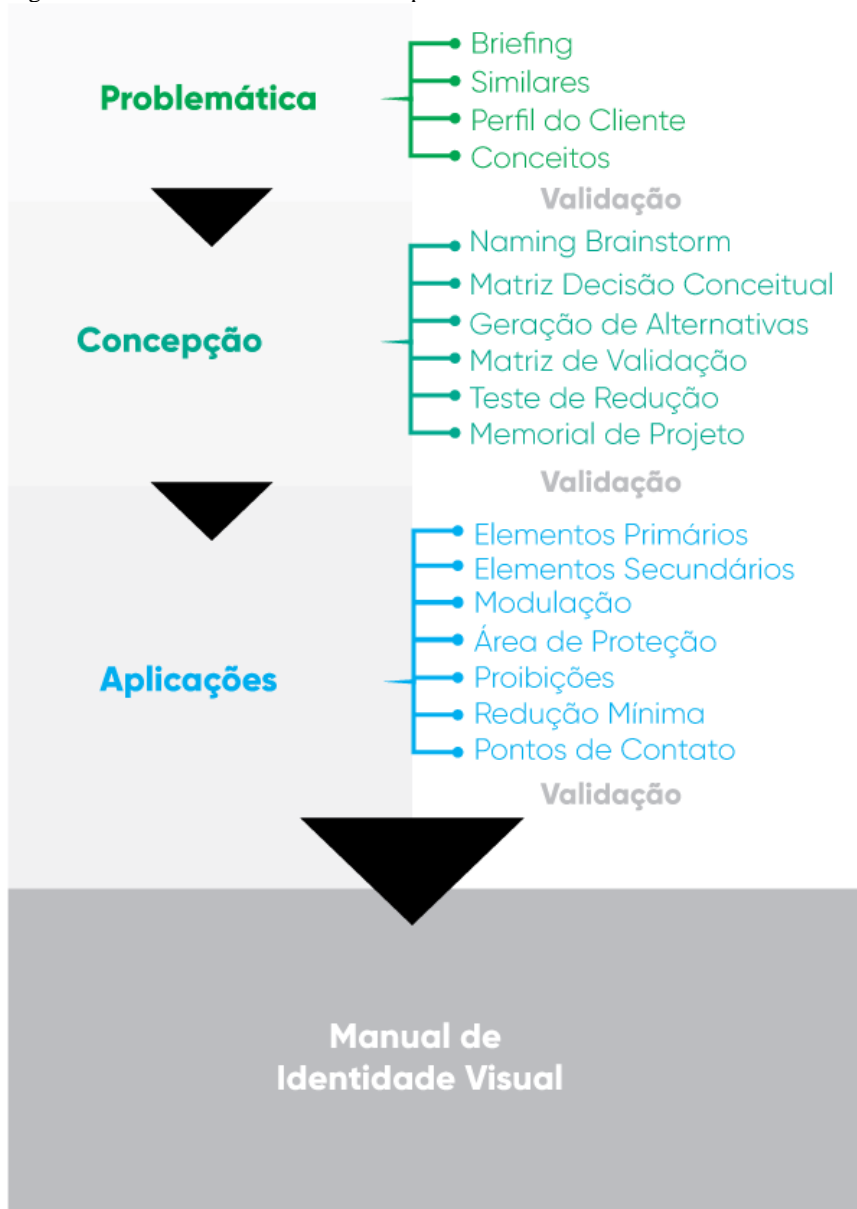 Problemática
Briefing
Similares
Perfil do Cliente
Conceitos
Validação
Concepção
Naming Brainstorm
Matriz Decisão Conceitual
Geração de Alternativas
Matriz de Validação
Teste de Redução
Memorial de Projeto
Validação
Aplicações
Elementos Primários
Elementos Secundários
Modulação
Área de Proteção
Proibições
Redução Mínima
Pontos de Contato
Validação
Manual de
Identidade Visual